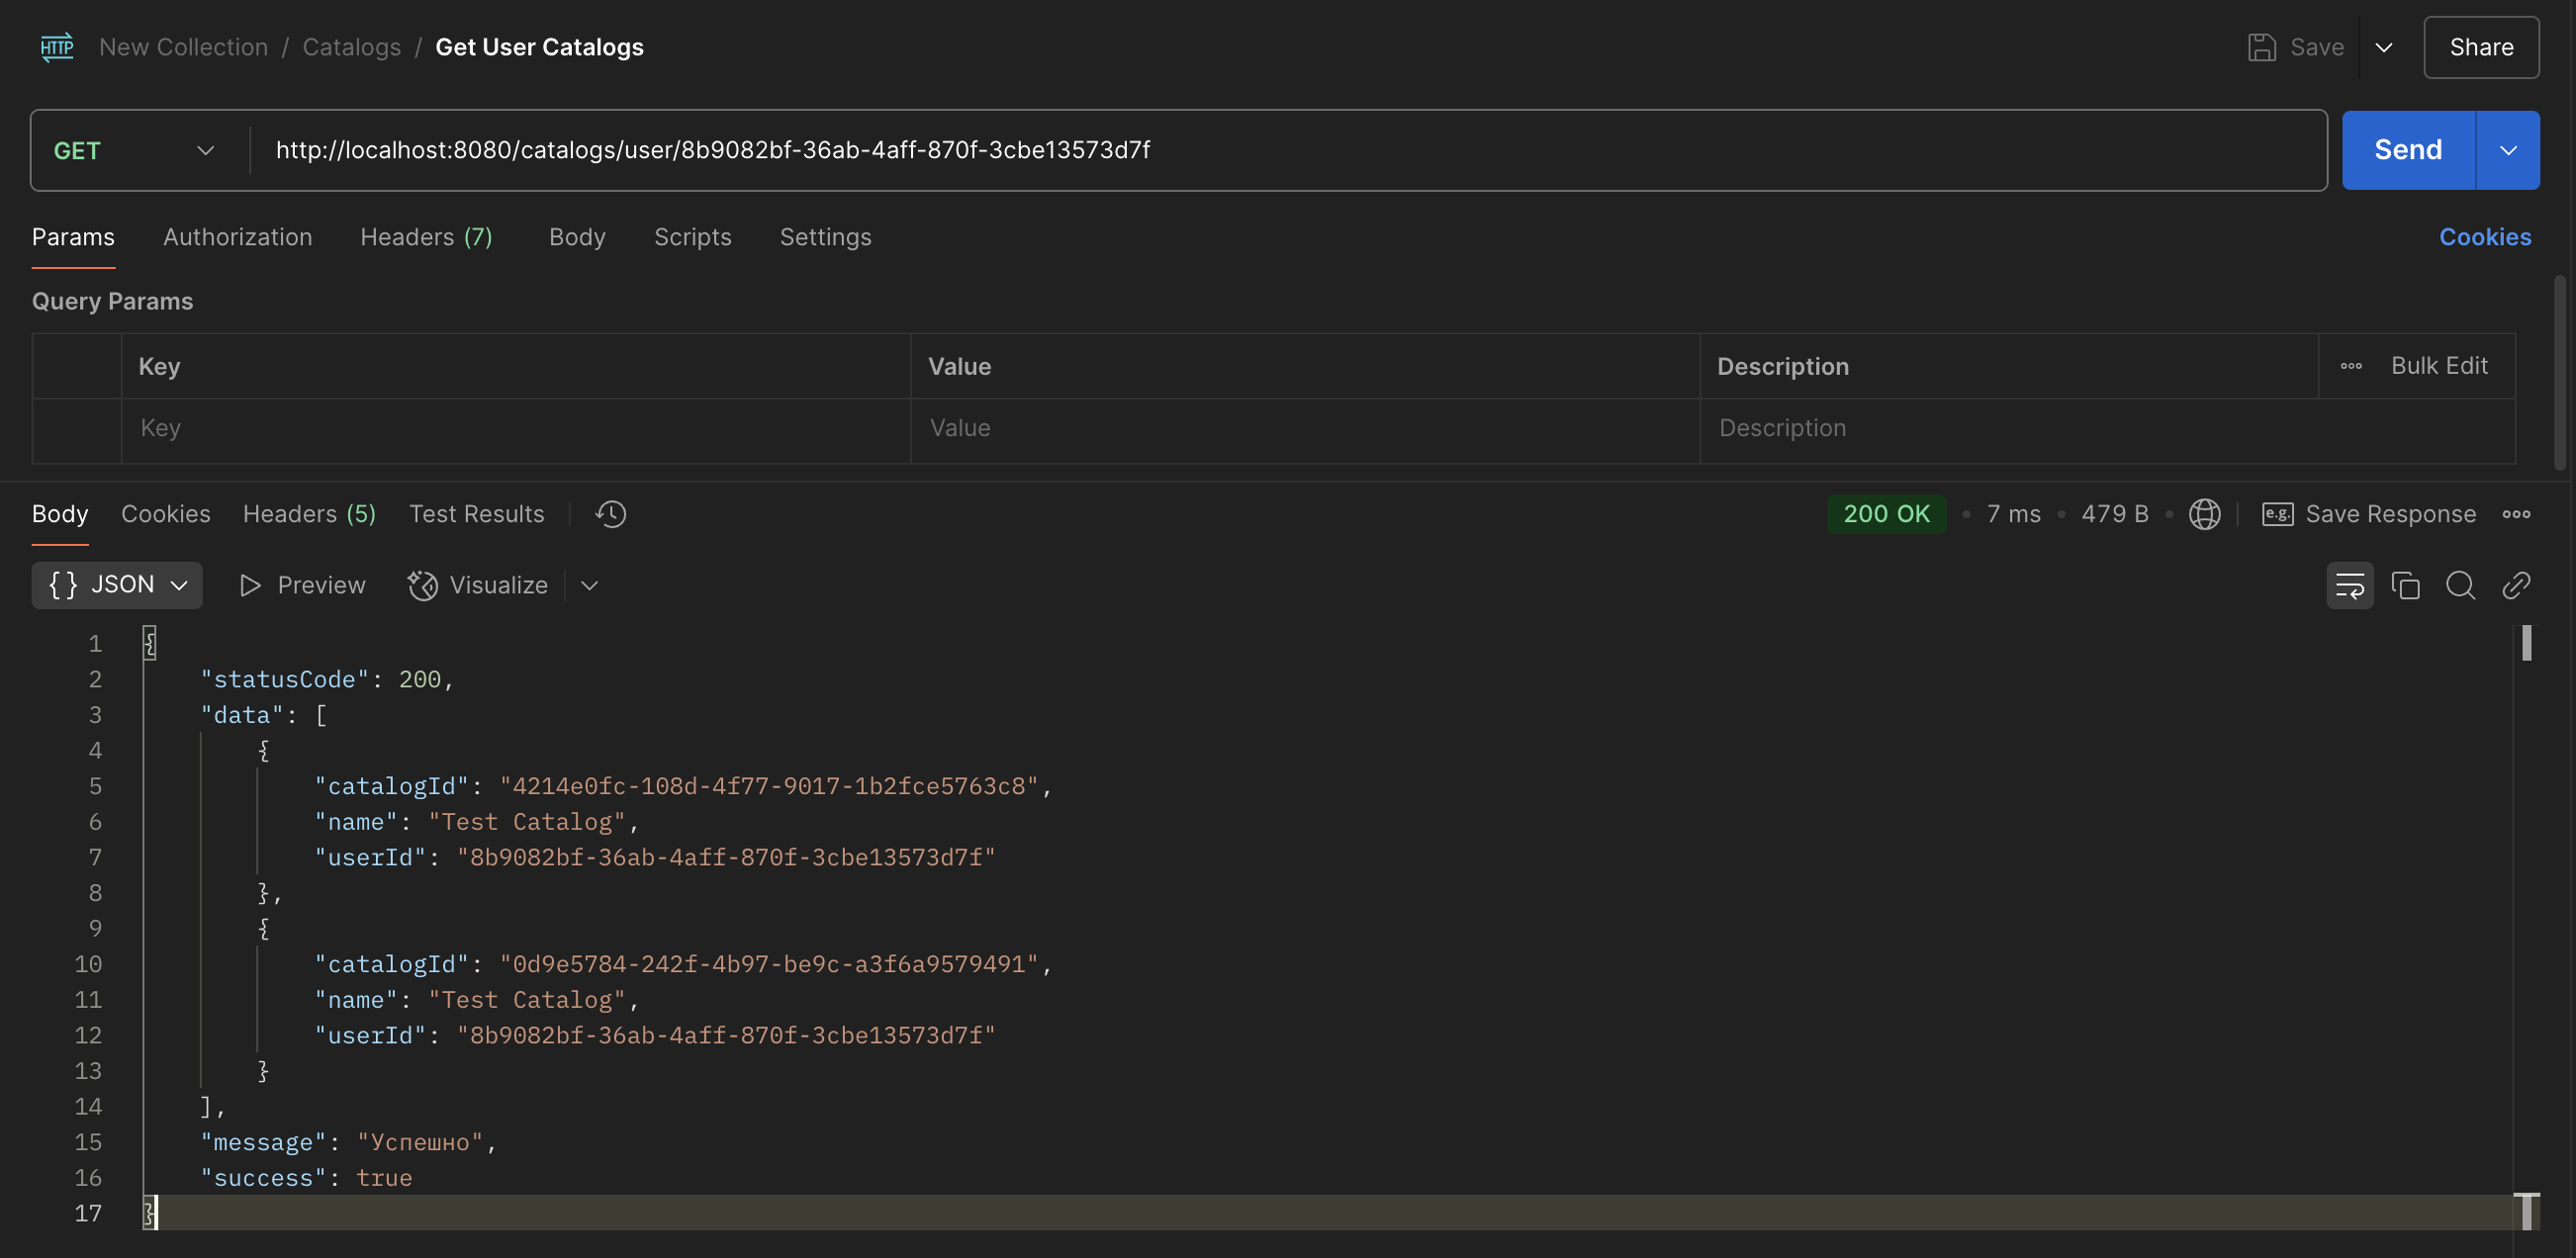 HTTP New Collection / Catalogs / Get User Catalogs Save Share
GET http://localhost:8080/catalogs/user/8b9082bf-36ab-4aff-870f-3cbe13573d7f Send
Params Authorization Headers (7) Body Scripts Settings Cookies
Query Params
Key Value Description Bulk Edit
Key Value Description
Body Cookies Headers (5) Test Results 200 OK • 7 ms • 479 B • e.g. Save Response
{} JSON Preview Visualize
1 {
2 "statusCode": 200,
3 "data": [
4 {
5 "catalogId": "4214e0fc-108d-4f77-9017-1b2fce5763c8",
6 "name": "Test Catalog",
7 "userId": "8b9082bf-36ab-4aff-870f-3cbe13573d7f"
8 },
9 {
10 "catalogId": "0d9e5784-242f-4b97-be9c-a3f6a9579491",
11 "name": "Test Catalog",
12 "userId": "8b9082bf-36ab-4aff-870f-3cbe13573d7f"
13 }
14 ],
15 "message": "Успешно",
16 "success": true
17 }